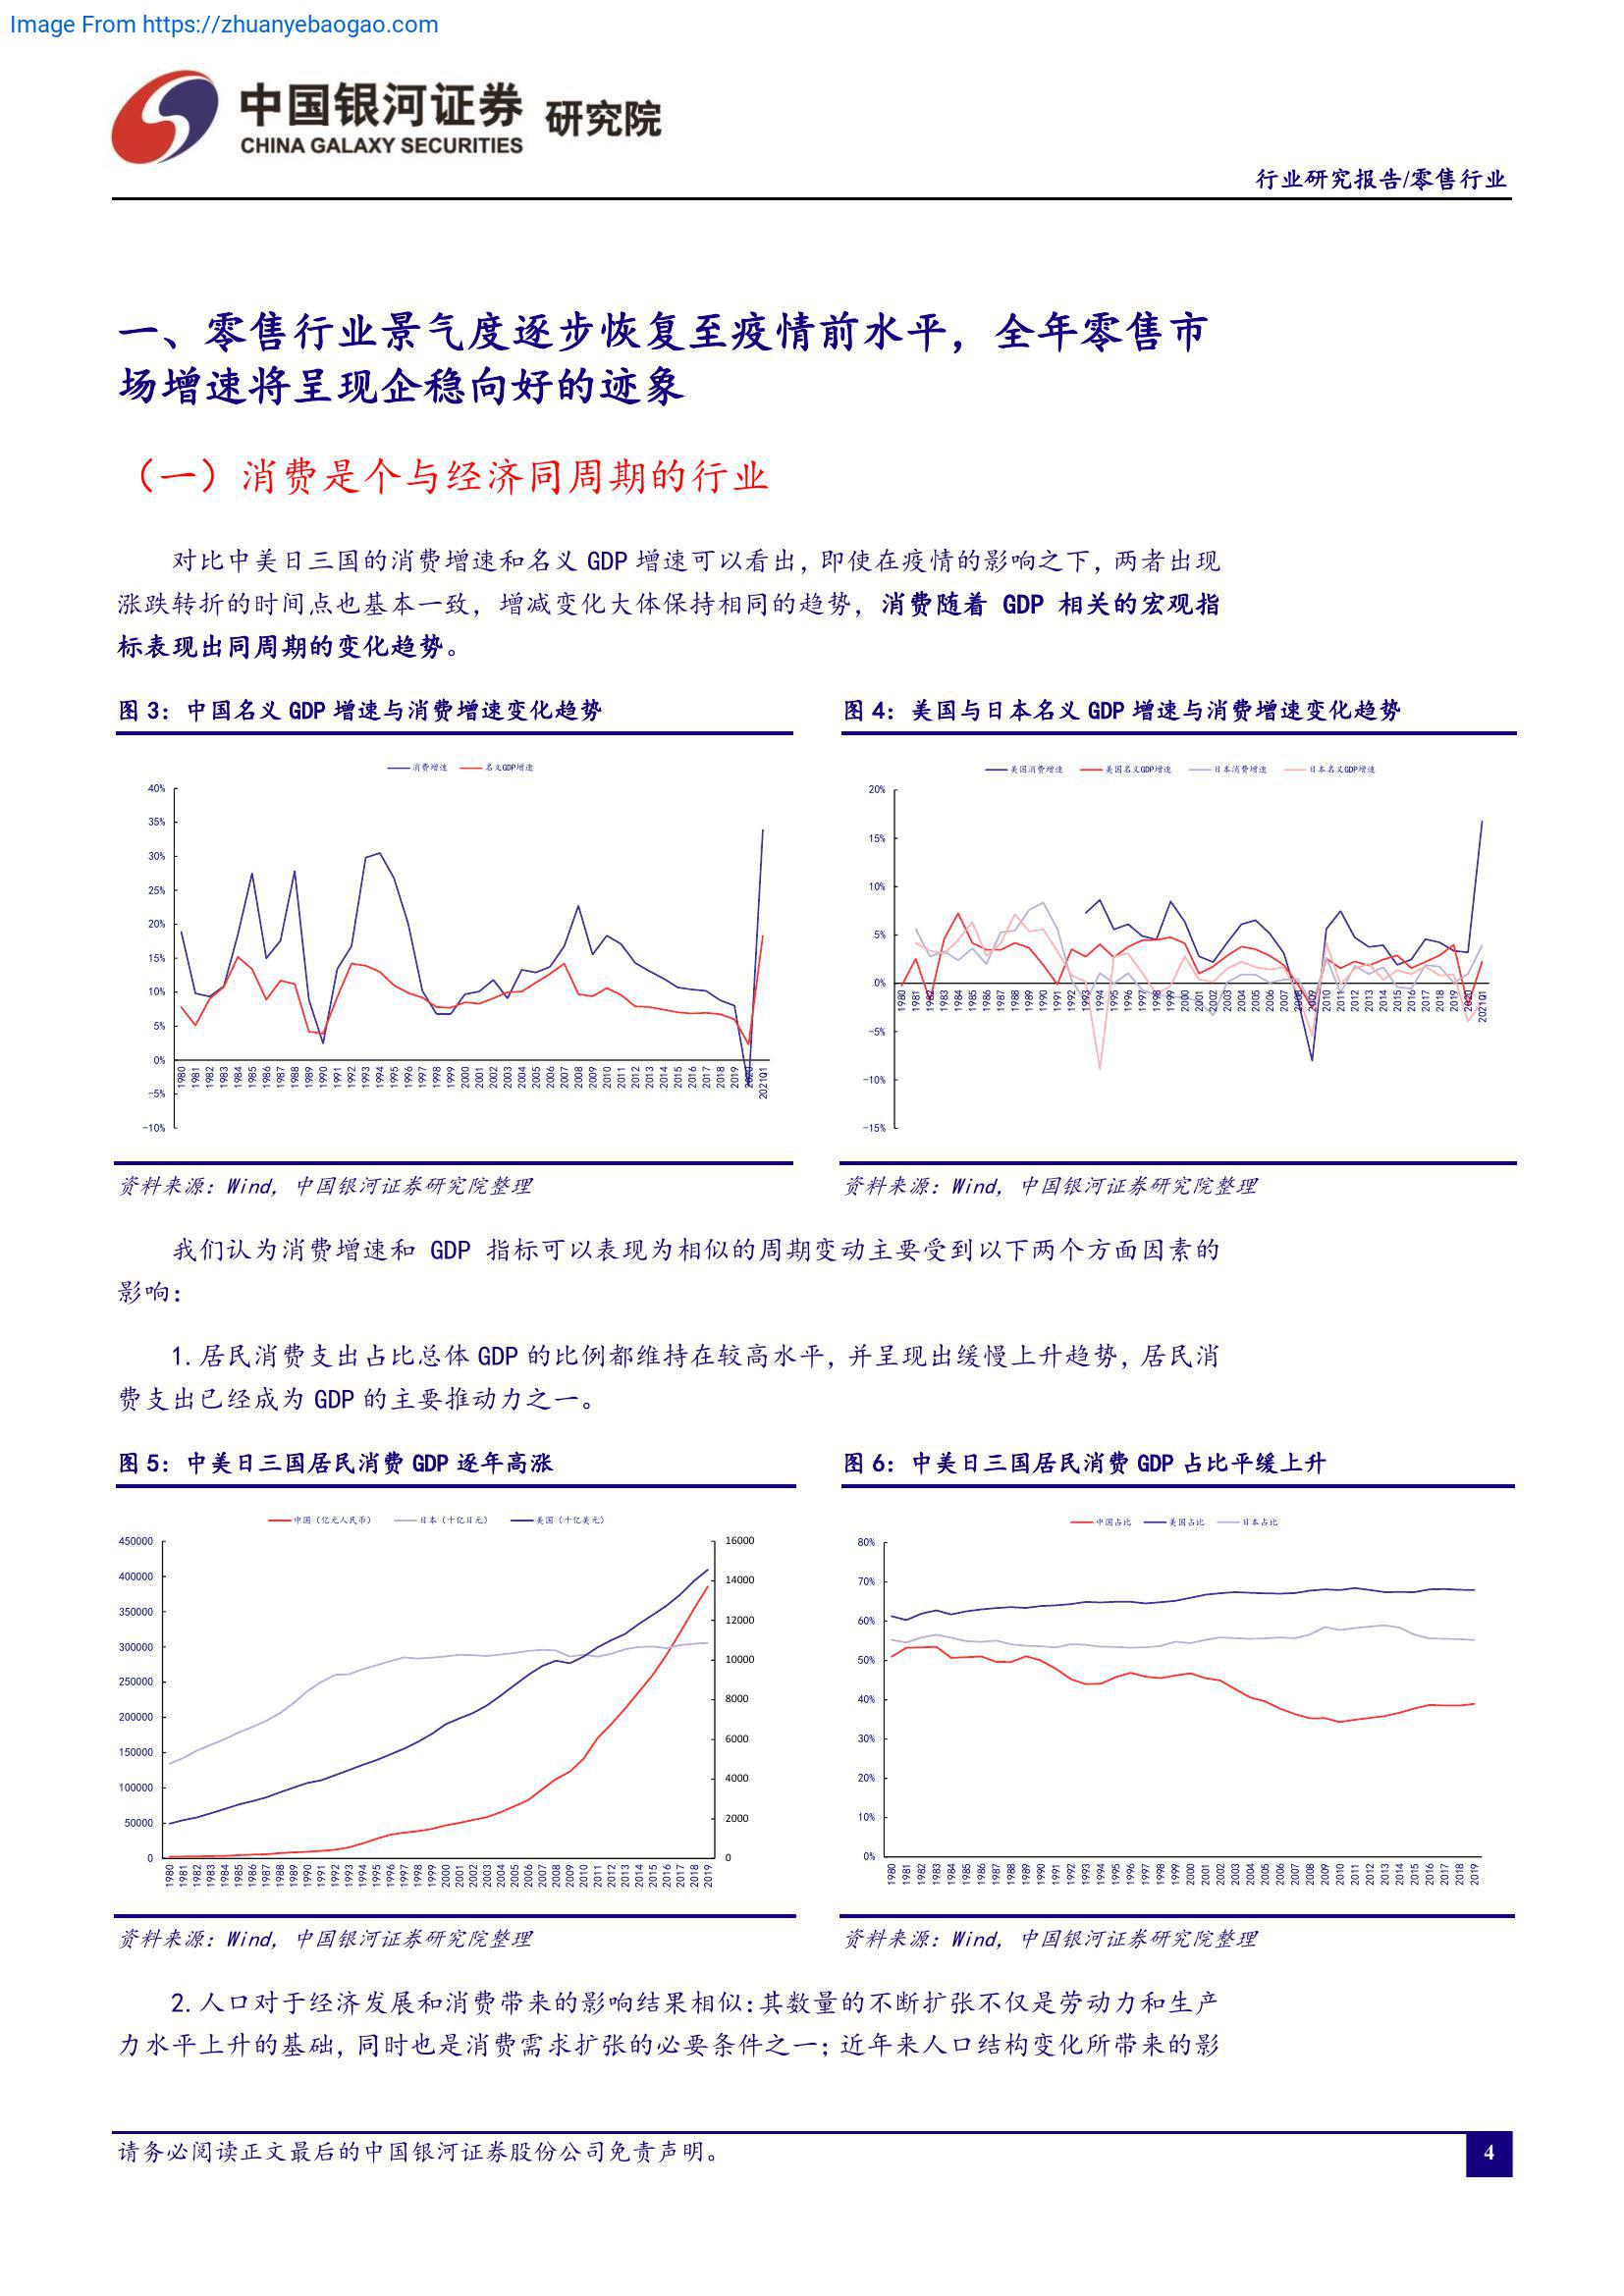 Image From https://zhuanyebaogao.com
中国银河证券 研究院
CHINA GALAXY SECURITIES
行业研究报告/零售行业
一、零售行业景气度逐步恢复至疫情前水平，全年零售市
场增速将呈现企稳向好的迹象
（一）消费是个与经济同周期的行业
对比中美日三国的消费增速和名义 GDP 增速可以看出，即使在疫情的影响之下，两者出现
涨跌转折的时间点也基本一致，增减变化大体保持相同的趋势，消费随着 GDP 相关的宏观指
标表现出同周期的变化趋势。
图 3：中国名义 GDP 增速与消费增速变化趋势
消费增速 名义GDP增速
40%
35%
30%
25%
20%
15%
10%
5%
0%
-5%
-10%
1980 1981 1982 1983 1984 1985 1986 1987 1988 1989 1990 1991 1992 1993 1994 1995 1996 1997 1998 1999 2000 2001 2002 2003 2004 2005 2006 2007 2008 2009 2010 2011 2012 2013 2014 2015 2016 2017 2018 2019 2020 2021Q1
资料来源：Wind，中国银河证券研究院整理
图 4：美国与日本名义 GDP 增速与消费增速变化趋势
美国消费增速 美国名义GDP增速 日本消费增速 日本名义GDP增速
20%
15%
10%
5%
0%
-5%
-10%
-15%
1980 1981 1982 1983 1984 1985 1986 1987 1988 1989 1990 1991 1992 1993 1994 1995 1996 1997 1998 1999 2000 2001 2002 2003 2004 2005 2006 2007 2008 2009 2010 2011 2012 2013 2014 2015 2016 2017 2018 2019 2020 2021Q1
资料来源：Wind，中国银河证券研究院整理
我们认为消费增速和 GDP 指标可以表现为相似的周期变动主要受到以下两个方面因素的
影响：
1.居民消费支出占比总体 GDP 的比例都维持在较高水平，并呈现出缓慢上升趋势，居民消
费支出已经成为 GDP 的主要推动力之一。
图 5：中美日三国居民消费 GDP 逐年高涨
中国（亿元人民币） 日本（十亿日元） 美国（十亿美元）
450000
400000
350000
300000
250000
200000
150000
100000
50000
0
16000
14000
12000
10000
8000
6000
4000
2000
0
1980 1981 1982 1983 1984 1985 1986 1987 1988 1989 1990 1991 1992 1993 1994 1995 1996 1997 1998 1999 2000 2001 2002 2003 2004 2005 2006 2007 2008 2009 2010 2011 2012 2013 2014 2015 2016 2017 2018 2019
资料来源：Wind，中国银河证券研究院整理
图 6：中美日三国居民消费 GDP 占比平缓上升
中国占比 美国占比 日本占比
80%
70%
60%
50%
40%
30%
20%
10%
0%
1980 1981 1982 1983 1984 1985 1986 1987 1988 1989 1990 1991 1992 1993 1994 1995 1996 1997 1998 1999 2000 2001 2002 2003 2004 2005 2006 2007 2008 2009 2010 2011 2012 2013 2014 2015 2016 2017 2018 2019
资料来源：Wind，中国银河证券研究院整理
2.人口对于经济发展和消费带来的影响结果相似：其数量的不断扩张不仅是劳动力和生产
力水平上升的基础，同时也是消费需求扩张的必要条件之一；近年来人口结构变化所带来的影
请务必阅读正文最后的中国银河证券股份公司免责声明。
4